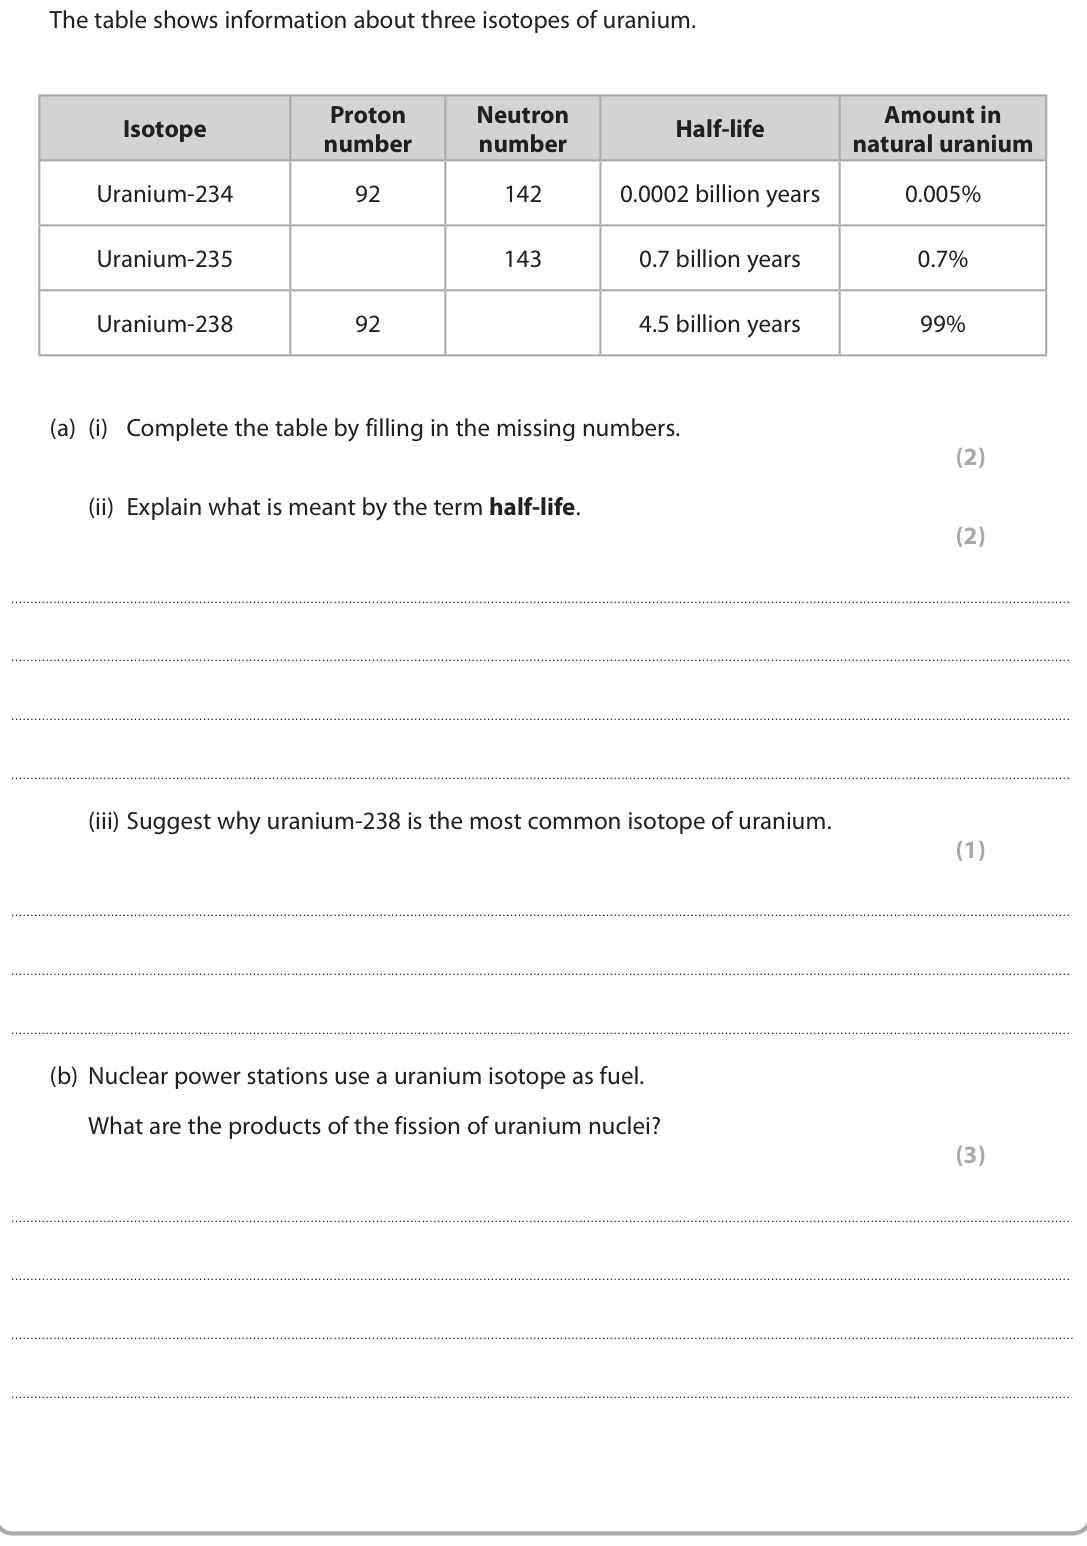 The table shows information about three isotopes of uranium.
Isotope Proton number Neutron number Half-life Amount in natural uranium
Uranium-234 92 142 0.0002 billion years 0.005%
Uranium-235 143 0.7 billion years 0.7%
Uranium-238 92 4.5 billion years 99%
(a) (i) Complete the table by filling in the missing numbers.
(2)
(ii) Explain what is meant by the term half-life.
(2)
(iii) Suggest why uranium-238 is the most common isotope of uranium.
(1)
(b) Nuclear power stations use a uranium isotope as fuel.
What are the products of the fission of uranium nuclei?
(3)